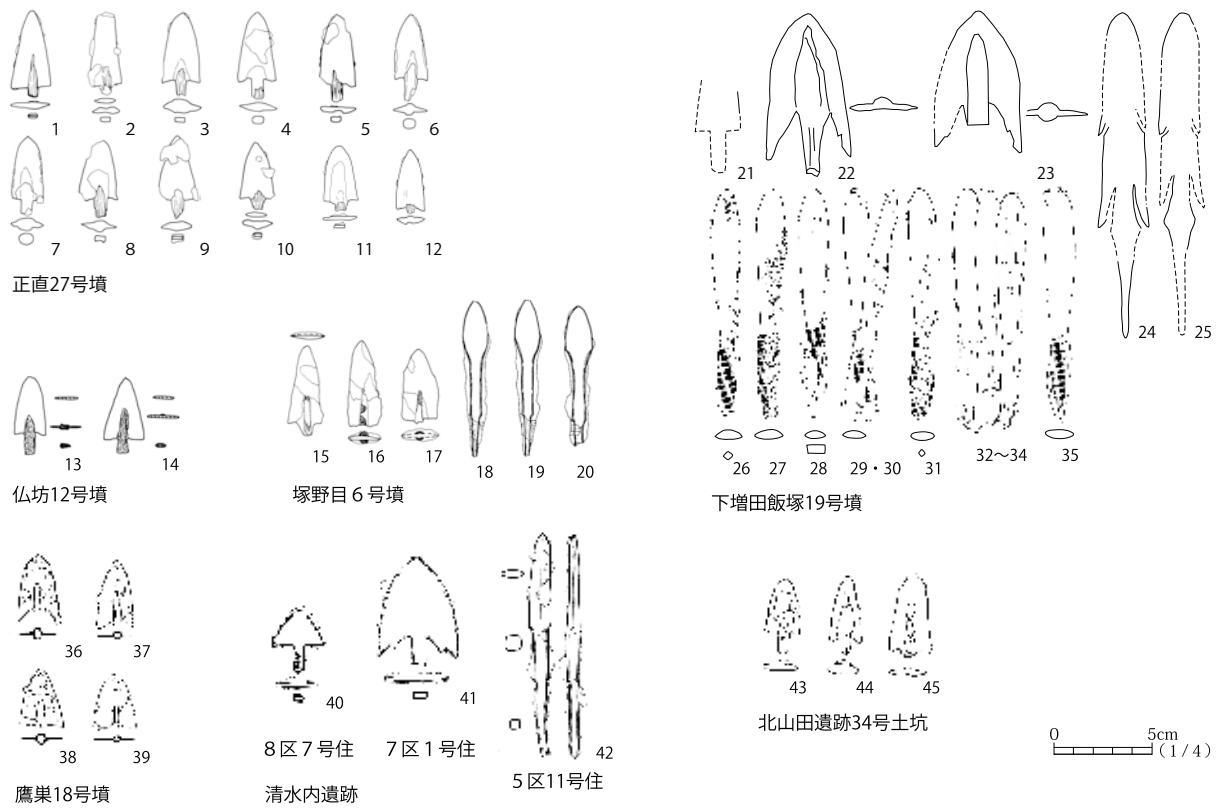 1 2 3 4 5 6
7 8 9 10 11 12
正直27号墳
13 14
仏坊12号墳
15 16 17 18 19 20
塚野目６号墳
21 22 23
24 25
26 27 28 29・30 31 32～34 35
下増田飯塚19号墳
36 37
38 39
鷹巣18号墳
40 41 42
８区７号住 ７区１号住
５区11号住
清水内遺跡
43 44 45
北山田遺跡34号土坑
0 5cm
（1/4）